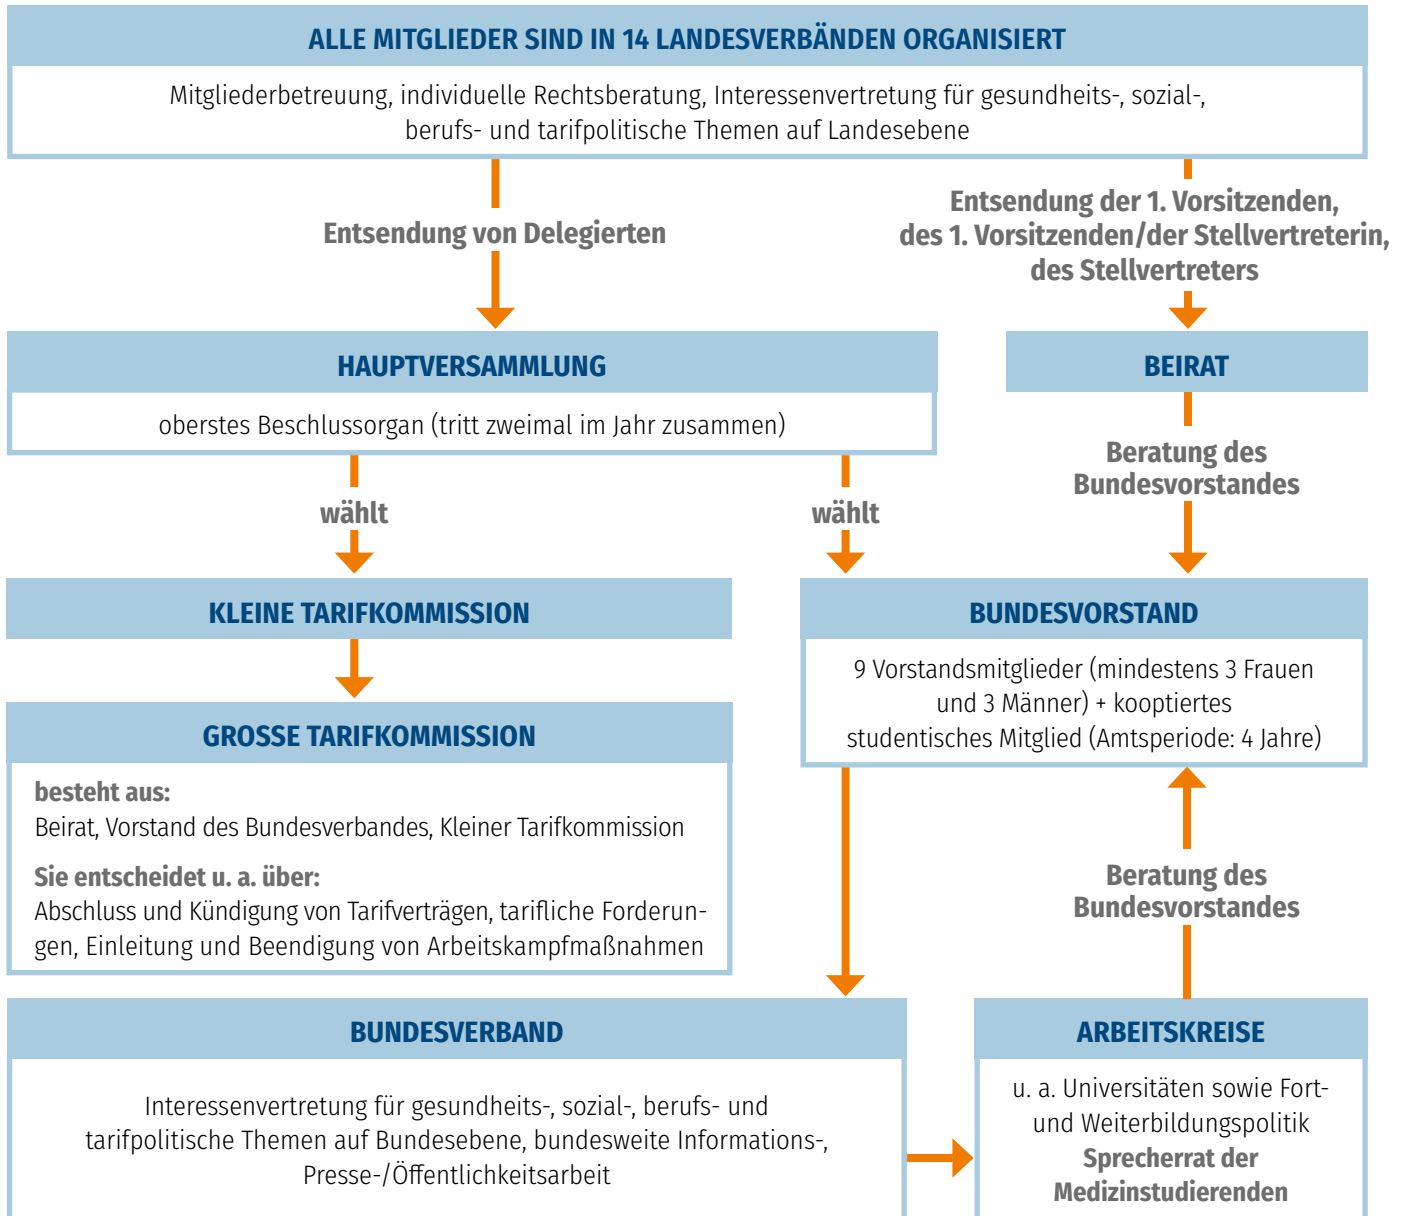 ALLE MITGLIEDER SIND IN 14 LANDESVERBÄNDEN ORGANISIERT
Mitgliederbetreuung, individuelle Rechtsberatung, Interessenvertretung für gesundheits-, sozial-,
berufs- und tarifpolitische Themen auf Landesebene
Entsendung von Delegierten
Entsendung der 1. Vorsitzenden,
des 1. Vorsitzenden/der Stellvertreterin,
des Stellvertreters
HAUPTVERSAMMLUNG
oberstes Beschlussorgan (tritt zweimal im Jahr zusammen)
BEIRAT
Beratung des
Bundesvorstandes
wählt
wählt
KLEINE TARIFKOMMISSION
BUNDESVORSTAND
9 Vorstandsmitglieder (mindestens 3 Frauen
und 3 Männer) + kooptiertes
studentisches Mitglied (Amtsperiode: 4 Jahre)
GROSSE TARIFKOMMISSION
besteht aus:
Beirat, Vorstand des Bundesverbandes, Kleiner Tarifkommission
Sie entscheidet u. a. über:
Abschluss und Kündigung von Tarifverträgen, tarifliche Forderun-
gen, Einleitung und Beendigung von Arbeitskampfmaßnahmen
Beratung des
Bundesvorstandes
BUNDESVERBAND
Interessenvertretung für gesundheits-, sozial-, berufs- und
tarifpolitische Themen auf Bundesebene, bundesweite Informations-,
Presse-/Öffentlichkeitsarbeit
ARBEITSKREISE
u. a. Universitäten sowie Fort-
und Weiterbildungspolitik
Sprecherrat der
Medizinstudierenden